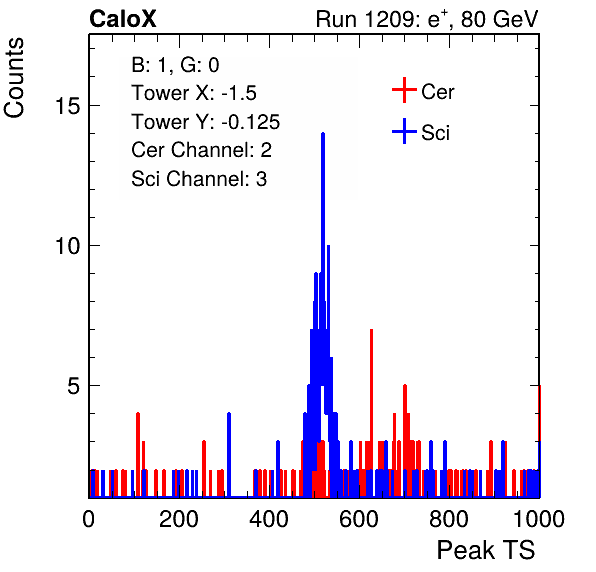 CaloX Run 1209: e⁺, 80 GeV
Counts
B: 1, G: 0
Tower X: -1.5
Tower Y: -0.125
Cer Channel: 2
Sci Channel: 3
Cer
Sci
15
10
5
0 200 400 600 800 1000
Peak TS